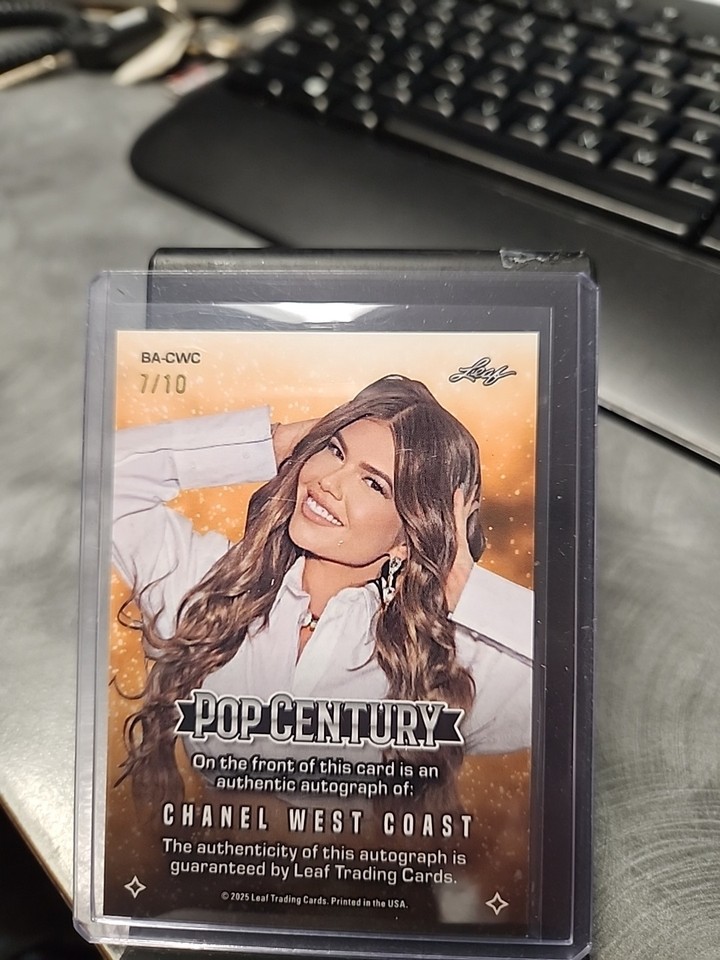 BA-CWC
7/10
Leaf
POP CENTURY
On the front of this card is an
authentic autograph of:
CHANEL WEST COAST
The authenticity of this autograph is
guaranteed by Leaf Trading Cards.
© 2025 Leaf Trading Cards. Printed in the USA.